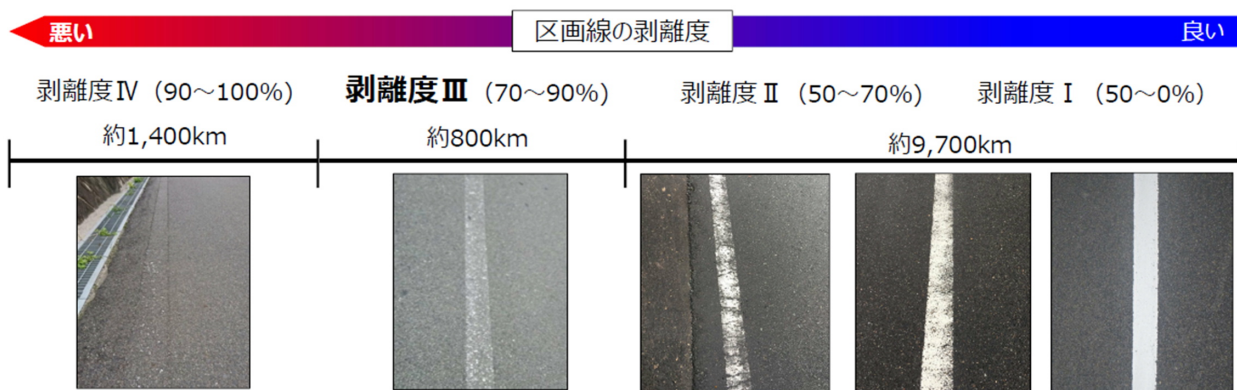 悪い 区画線の剥離度 良い
剥離度Ⅳ（90～100%） 剥離度Ⅲ（70～90%） 剥離度Ⅱ（50～70%） 剥離度Ⅰ（50～0%）
約1,400km 約800km 約9,700km